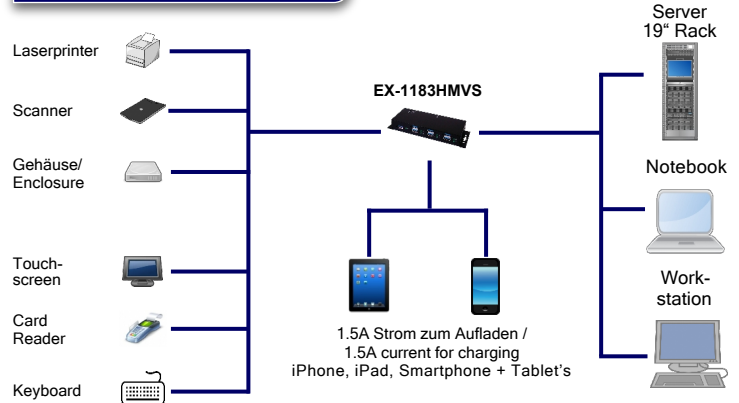 Laserprinter
Scanner
Gehäuse/
Enclosure
Touch-
screen
Card
Reader
Keyboard
EX-1183HMVS
1.5A Strom zum Aufladen /
1.5A current for charging
iPhone, iPad, Smartphone + Tablet's
Server
19“ Rack
Notebook
Work-
station